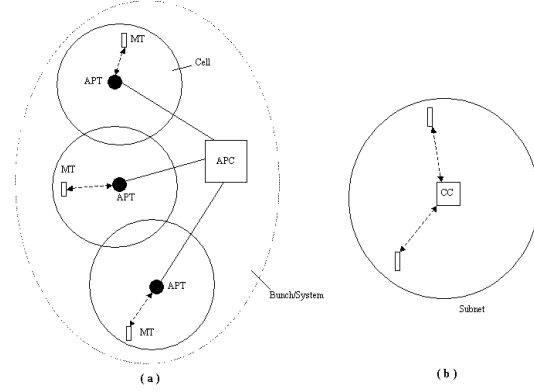 MT
Cell
APT
APC
MT
APT
APT
MT
Bunch/System
( a )
CC
Subnet
( b )